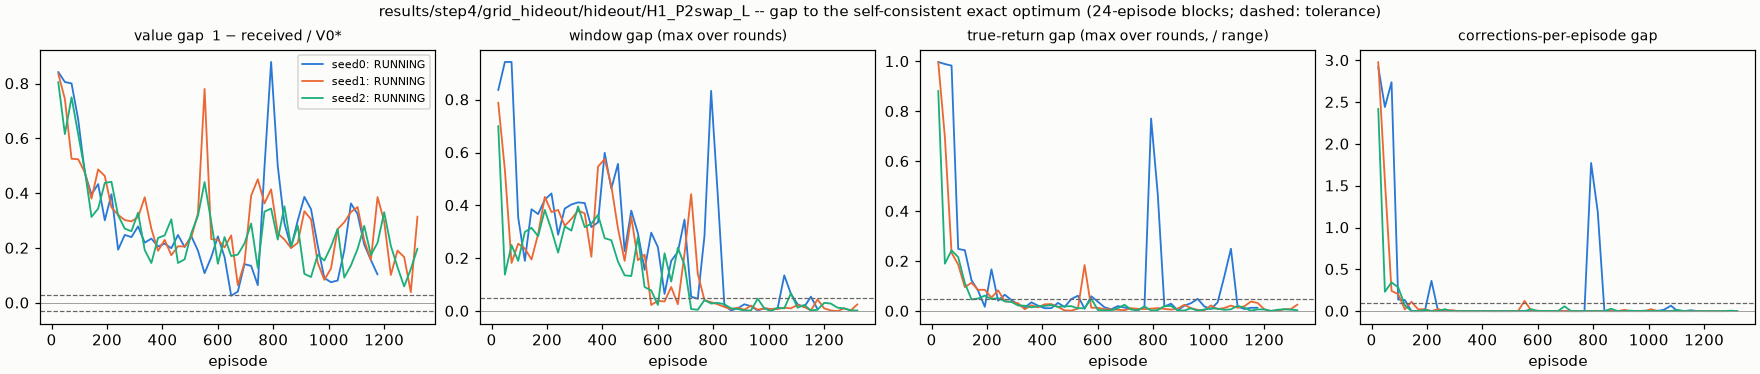 results/step4/grid_hideout/hideout/H1_P2swap_L -- gap to the self-consistent exact optimum (24-episode blocks; dashed: tolerance)
value gap 1 − received / V0*
0.8
0.6
0.4
0.2
0.0
0 200 400 600 800 1000 1200
episode
seed0: RUNNING
seed1: RUNNING
seed2: RUNNING
window gap (max over rounds)
0.8
0.6
0.4
0.2
0.0
0 200 400 600 800 1000 1200
episode
true-return gap (max over rounds, / range)
1.0
0.8
0.6
0.4
0.2
0.0
0 200 400 600 800 1000 1200
episode
corrections-per-episode gap
3.0
2.5
2.0
1.5
1.0
0.5
0.0
0 200 400 600 800 1000 1200
episode